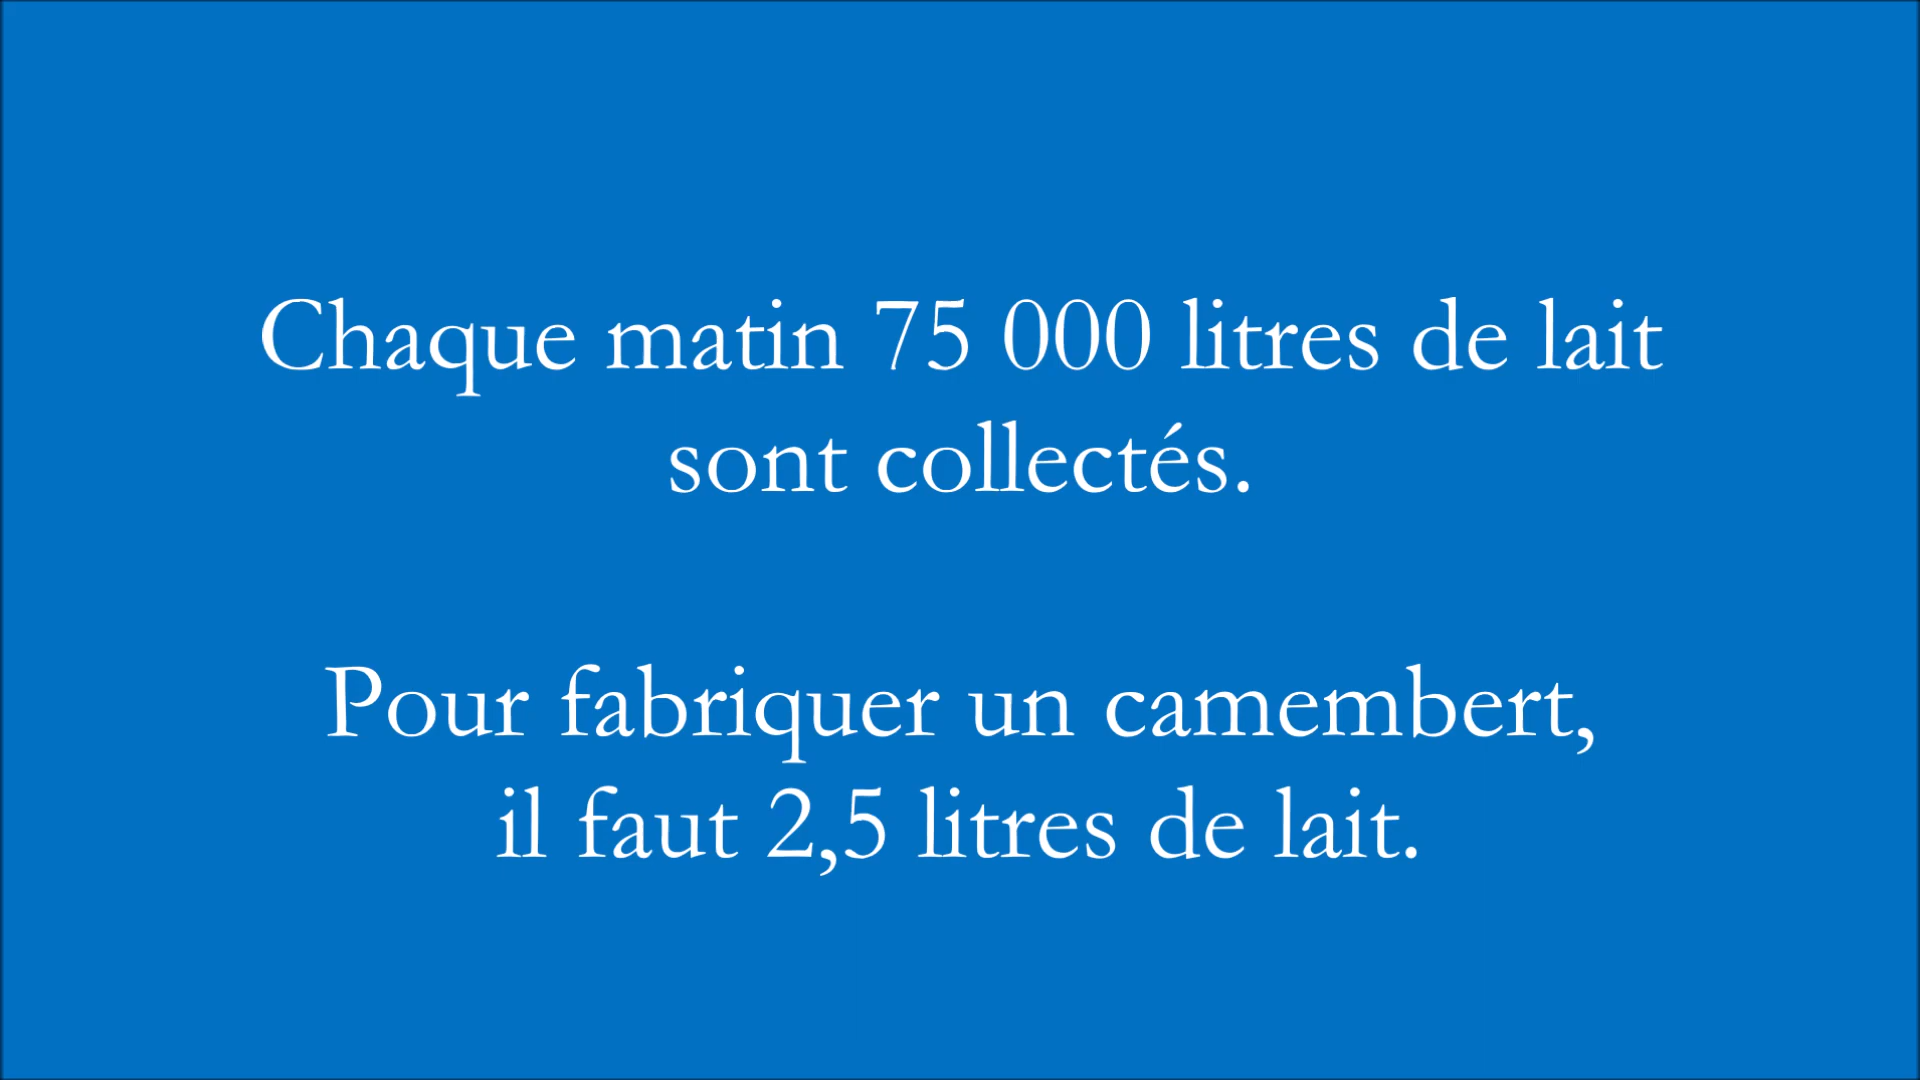 Chaque matin 75 000 litres de lait
sont collectés.
Pour fabriquer un camembert,
il faut 2,5 litres de lait.